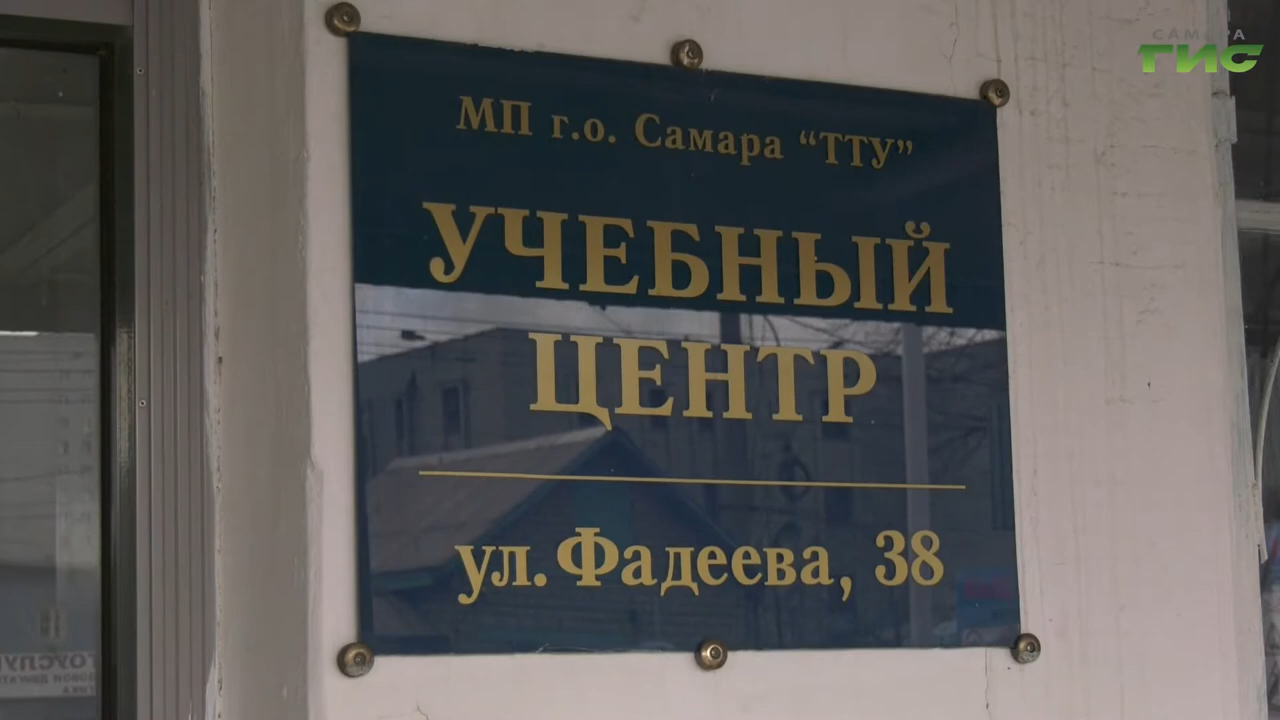 САМАРА
ГИС
МП г.о. Самара “ТТУ”
УЧЕБНЫЙ
ЦЕНТР
ул. Фадеева, 38